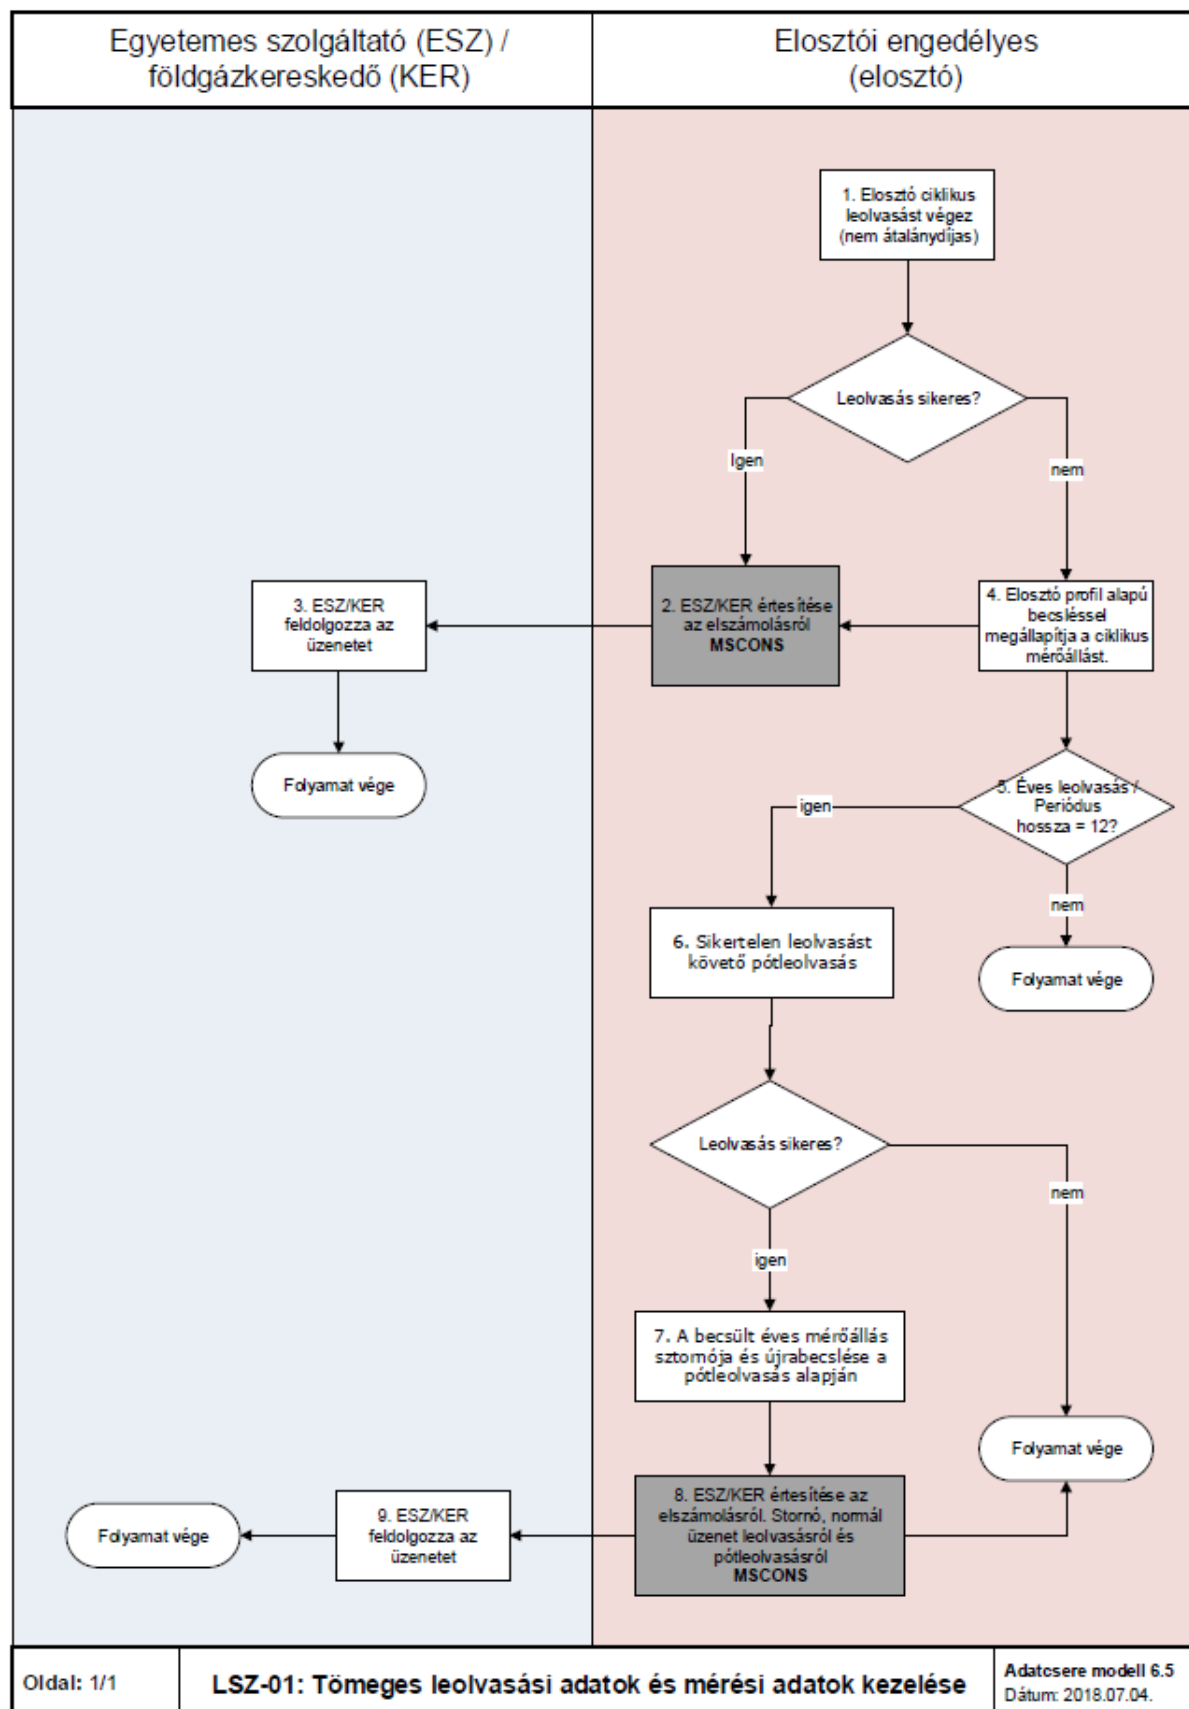 Egyetemes szolgáltató (ESZ) /
földgázkereskedő (KER)
Elosztói engedélyes
(elosztó)
1. Elosztó ciklikus
leolvasást végez
(nem átalánydíjas)
Leolvasás sikeres?
Igen
nem
3. ESZ/KER
feldolgozza az
üzenetet
2. ESZ/KER értesítése
az elszámolásról
MSCONS
4. Elosztó profil alapú
becsléssel
megállapítja a ciklikus
mérőállást.
Folyamat vége
5. Éves leolvasás /
Periódus
hossza = 12?
igen
nem
6. Sikertelen leolvasást
követő pótleolvasás
Folyamat vége
Leolvasás sikeres?
nem
igen
7. A becsült éves mérőállás
sztornója és újrabecslése a
pótleolvasás alapján
Folyamat vége
8. ESZ/KER értesítése az
elszámolásról. Stornó, normál
üzenet leolvasásról és
pótleolvasásról
MSCONS
9. ESZ/KER
feldolgozza az
üzenetet
Folyamat vége
Oldal: 1/1
LSZ-01: Tömeges leolvasási adatok és mérési adatok kezelése
Adatcsere modell 6.5
Dátum: 2018.07.04.